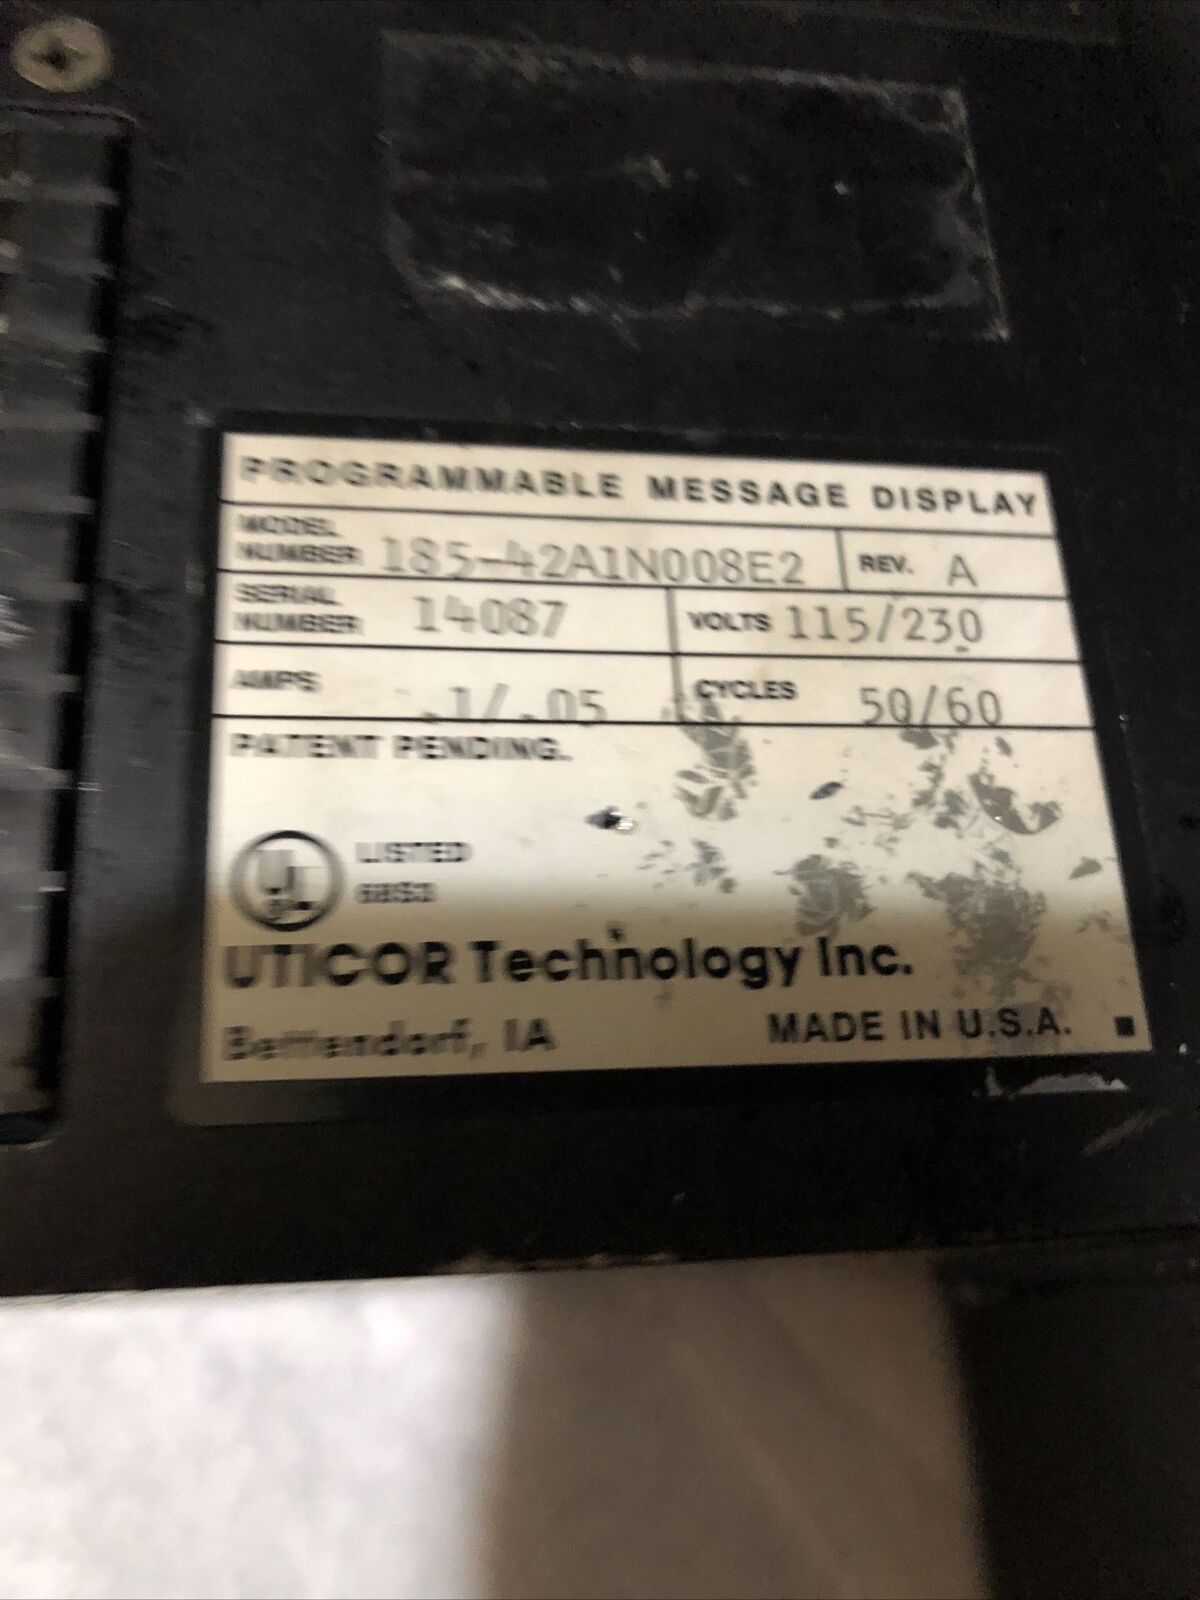 PROGRAMMABLE MESSAGE DISPLAY
MODEL NUMBER 185-42A1N008E2 REV. A
SERIAL NUMBER 14087 VOLTS 115/230
AMPS .1/.05 CYCLES 50/60
PATENT PENDING.
UL LISTED
UTICOR Technology Inc.
Bettendorf, IA MADE IN U.S.A.